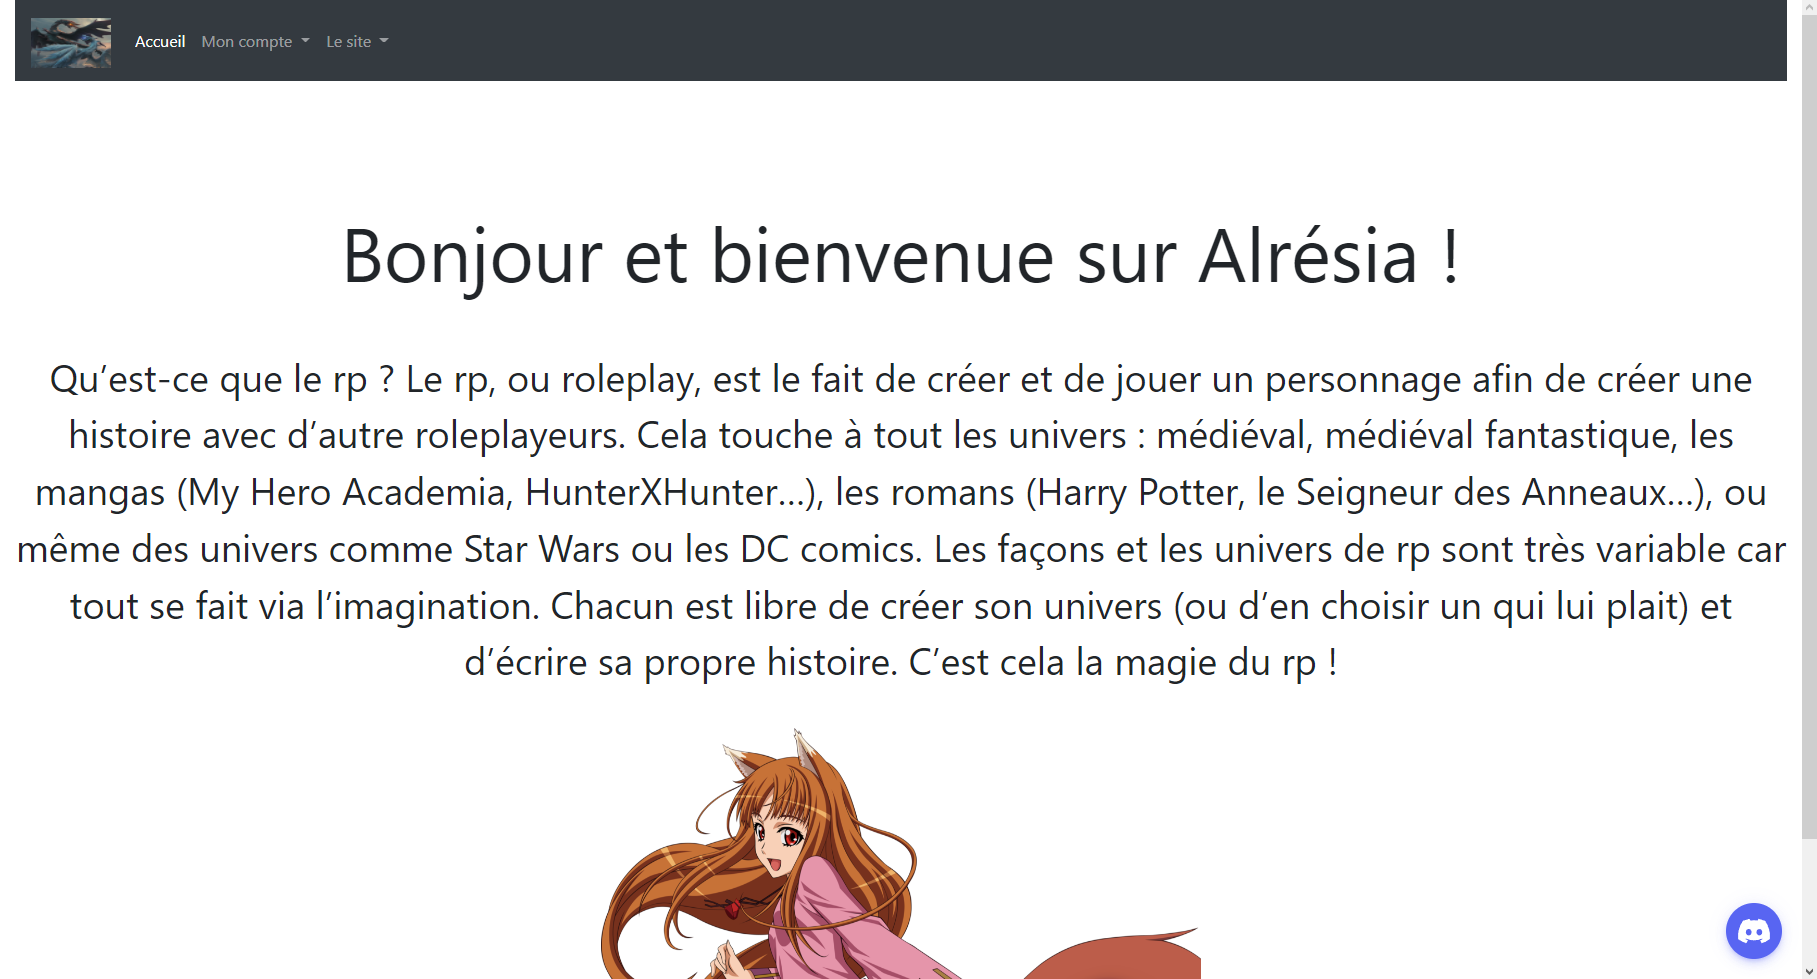 Accueil Mon compte Le site
Bonjour et bienvenue sur Alrésia !
Qu’est-ce que le rp ? Le rp, ou roleplay, est le fait de créer et de jouer un personnage afin de créer une
histoire avec d’autre roleplayeurs. Cela touche à tout les univers : médiéval, médiéval fantastique, les
mangas (My Hero Academia, HunterXHunter...), les romans (Harry Potter, le Seigneur des Anneaux...), ou
même des univers comme Star Wars ou les DC comics. Les façons et les univers de rp sont très variable car
tout se fait via l’imagination. Chacun est libre de créer son univers (ou d’en choisir un qui lui plait) et
d’écrire sa propre histoire. C’est cela la magie du rp !